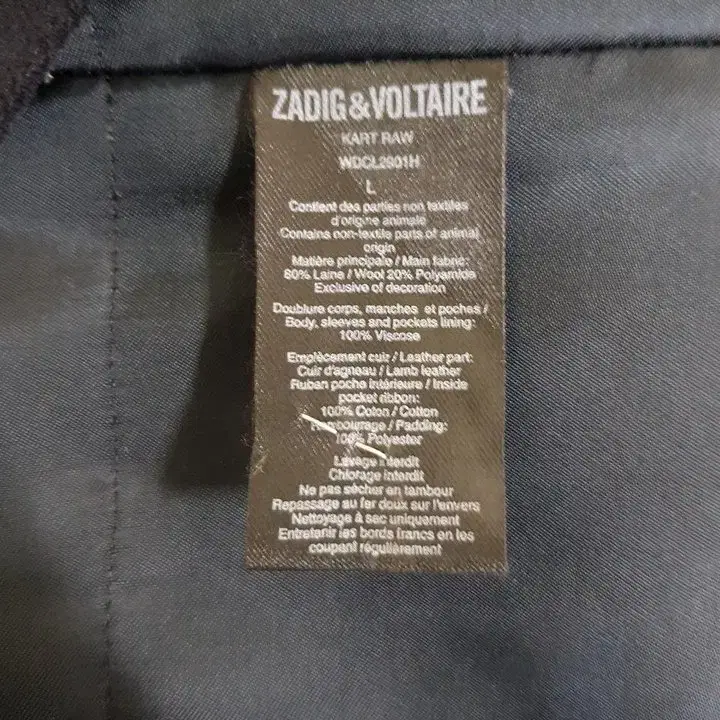 ZADIG&VOLTAIRE
KART RAW
WDCL2601H
L
Contient des parties non textiles
d'origine animale
Contains non-textile parts of animal
origin
Matière principale / Main fabric:
80% Laine / Wool 20% Polyamide
Exclusive of decoration
Doublure corps, manches et poches /
Body, sleeves and pockets lining:
100% Viscose
Emplècement cuir / Leather part:
Cuir d'agneau / Lamb leather
Ruban poche intérieure / Inside
pocket ribbon:
100% Coton / Cotton
Rembourrage / Padding:
100% Polyester
Lavage interdit
Chlorage interdit
Ne pas sécher en tambour
Repassage au fer doux sur l'envers
Nettoyage à sec uniquement
Entretenir les bords francs en les
coupant régulièrement